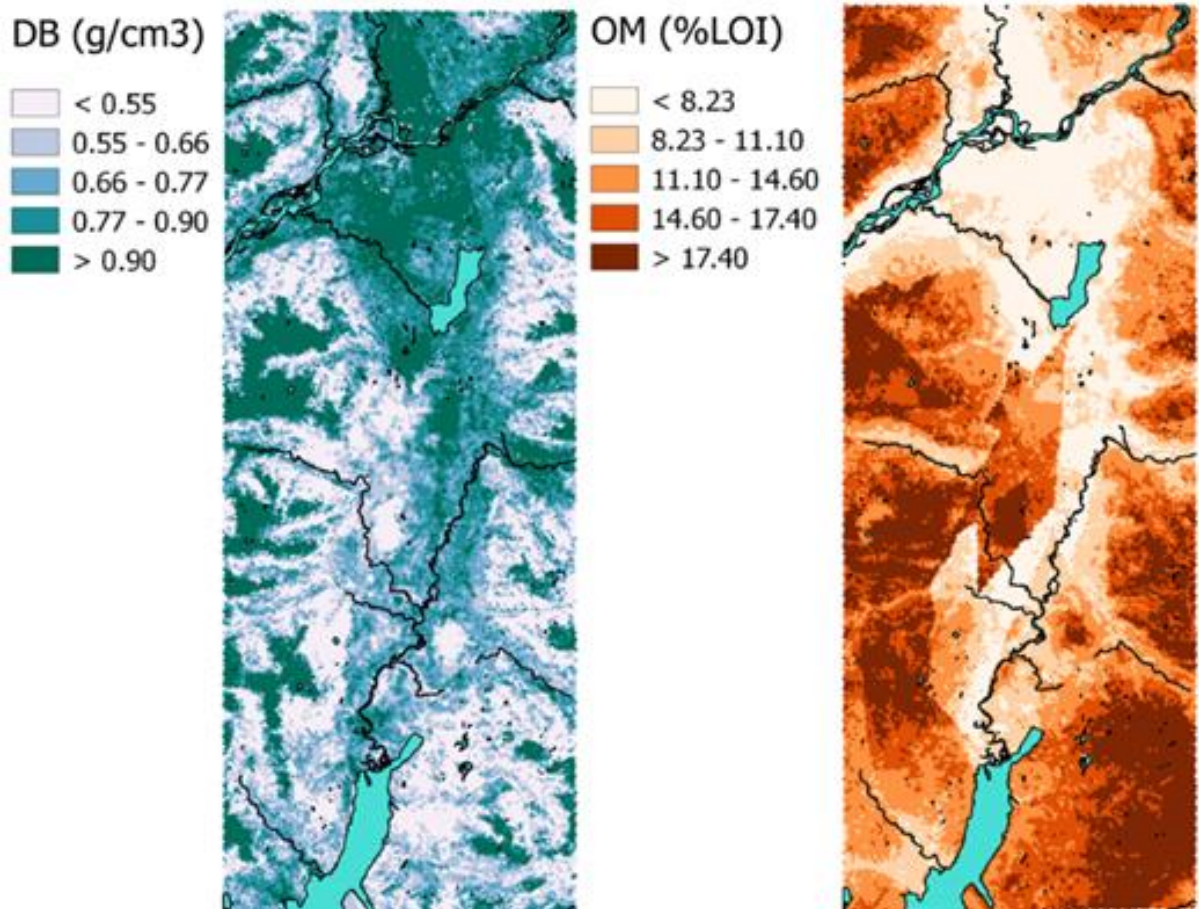 DB (g/cm3)
< 0.55
0.55 - 0.66
0.66 - 0.77
0.77 - 0.90
> 0.90
OM (%LOI)
< 8.23
8.23 - 11.10
11.10 - 14.60
14.60 - 17.40
> 17.40